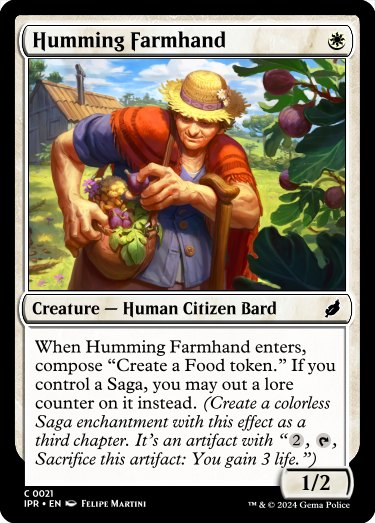 Humming Farmhand
Creature — Human Citizen Bard
When Humming Farmhand enters,
compose “Create a Food token.” If you
control a Saga, you may out a lore
counter on it instead. (Create a colorless
Saga enchantment with this effect as a
third chapter. It’s an artifact with “2, ,
Sacrifice this artifact: You gain 3 life.”)
1/2
C 0021
IPR • EN Felipe Martini
™ & © 2024 Gema Police